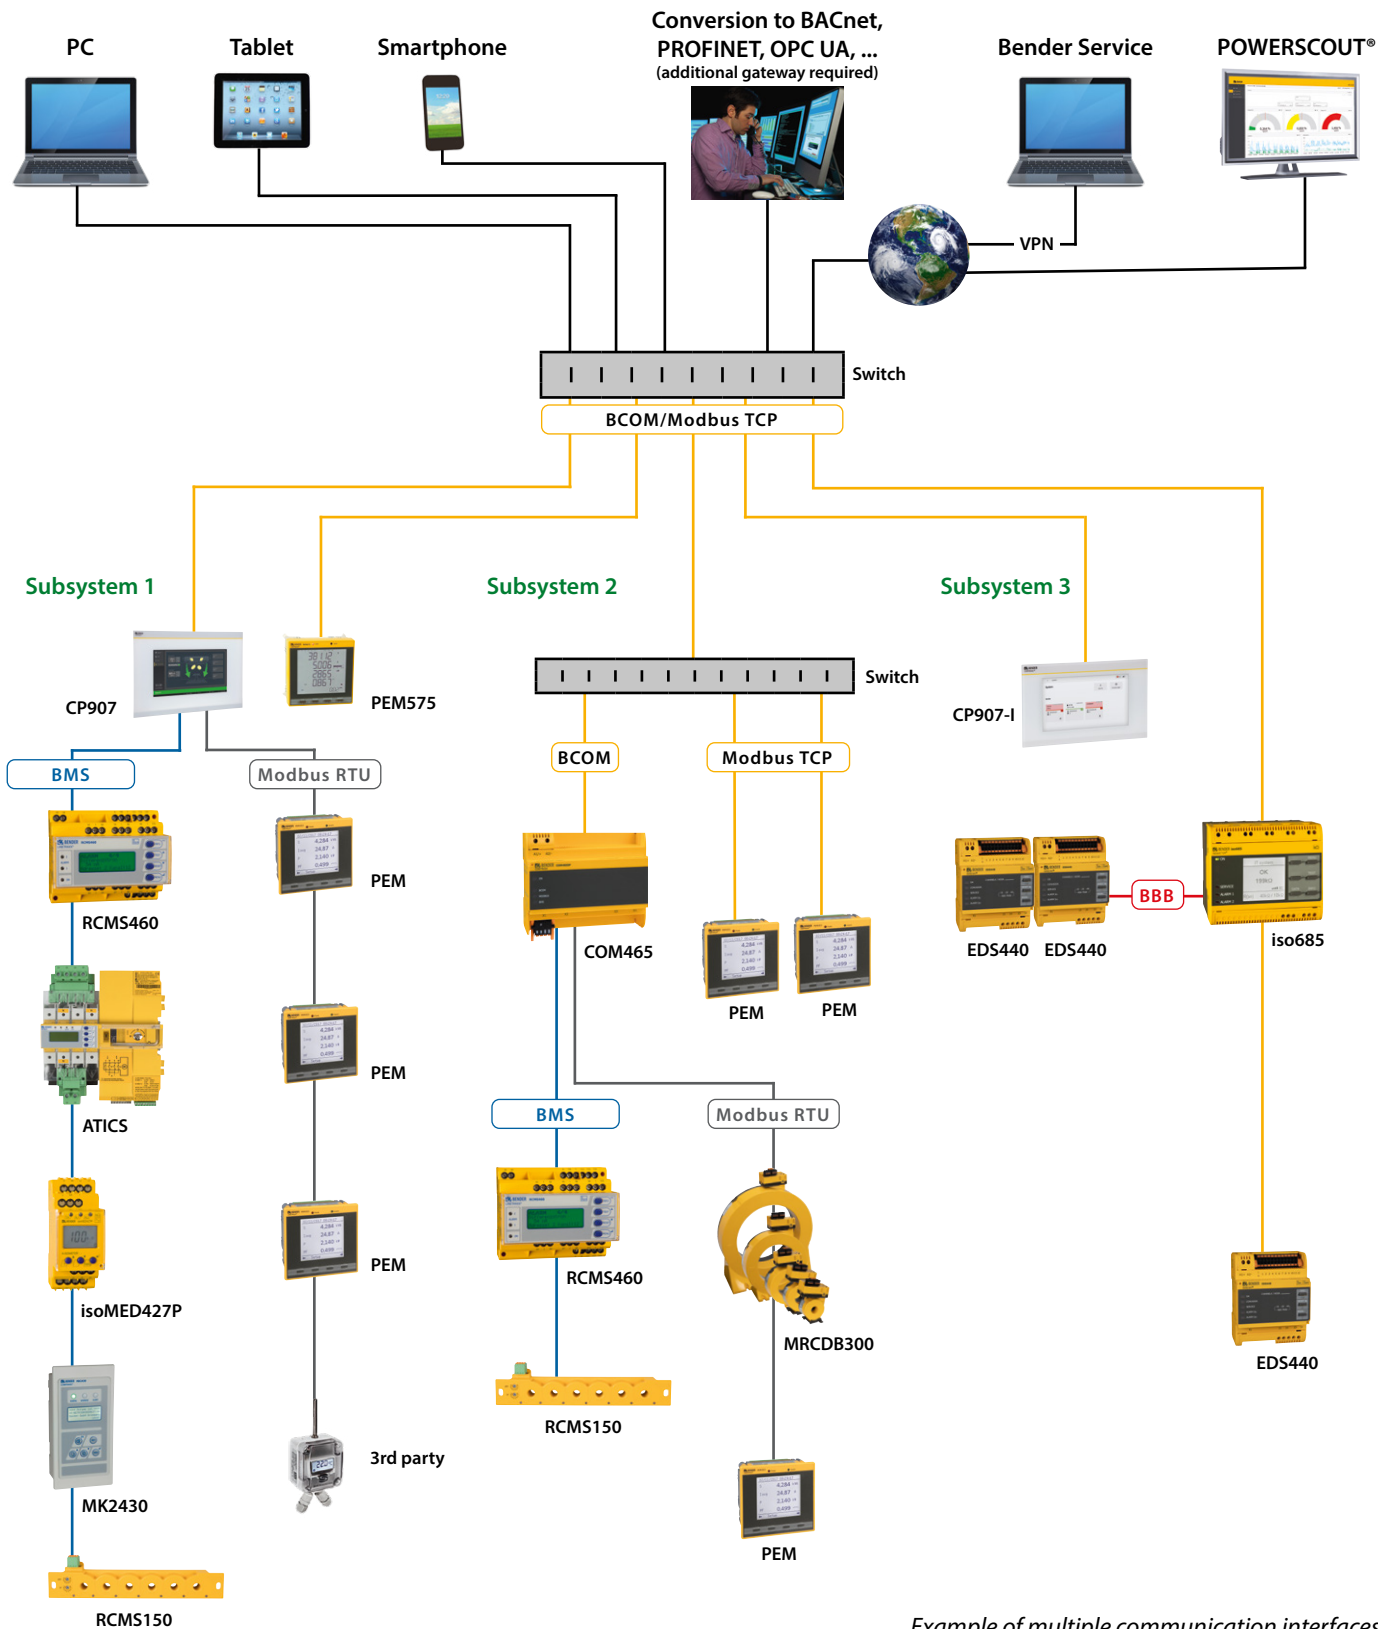 PC
Tablet
Smartphone
Conversion to BACnet,
PROFINET, OPC UA, ...
(additional gateway required)
Bender Service
POWERSCOUT®
VPN
Switch
BCOM/Modbus TCP
Subsystem 1
Subsystem 2
Subsystem 3
CP907
PEM575
Switch
CP907-I
BMS
Modbus RTU
BCOM
Modbus TCP
RCMS460
PEM
COM465
PEM
PEM
EDS440
EDS440
BBB
iso685
ATICS
PEM
BMS
Modbus RTU
isoMED427P
PEM
RCMS460
MRCDB300
EDS440
MK2430
3rd party
RCMS150
PEM
RCMS150
Example of multiple communication interfaces